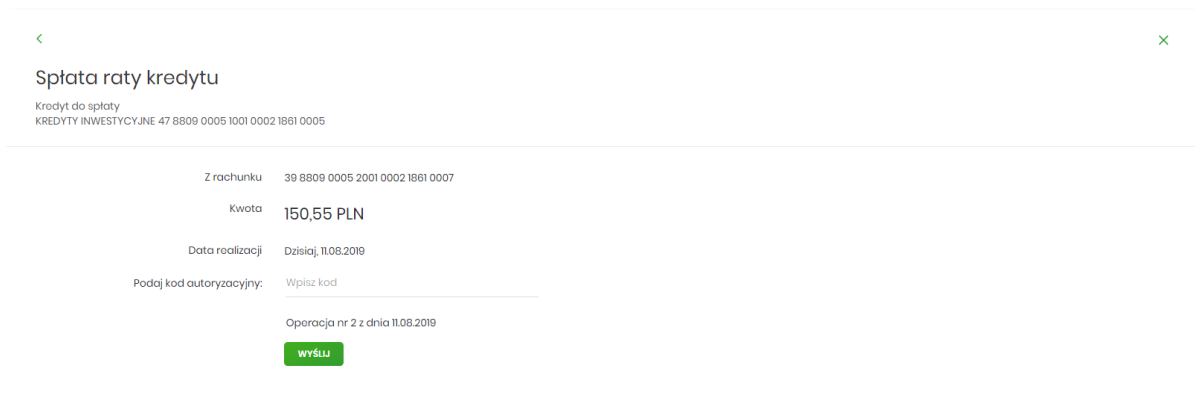 Spłata raty kredytu
Kredyt do spłaty
KREDYTY INWESTYCYJNE 47 8809 0005 1001 0002 1861 0005
Z rachunku 39 8809 0005 2001 0002 1861 0007
Kwota 150,55 PLN
Data realizacji Dzisiaj, 11.08.2019
Podaj kod autoryzacyjny: Wpisz kod
Operacja nr 2 z dnia 11.08.2019
WYŚLIJ